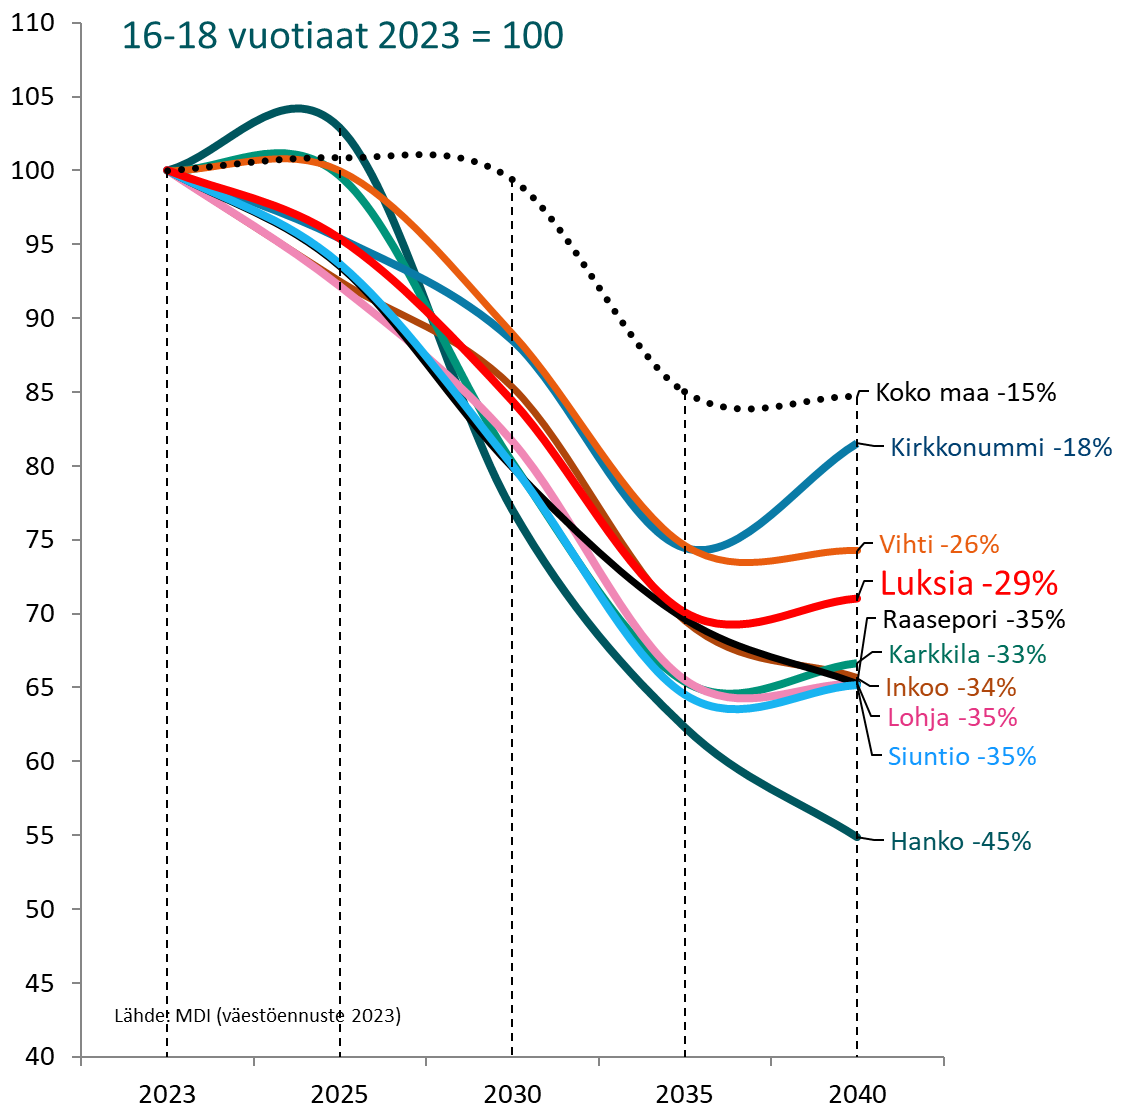 16-18 vuotiaat 2023 = 100
110
105
100
95
90
85
80
75
70
65
60
55
50
45
40
Koko maa -15%
Kirkkonummi -18%
Vihti -26%
Luksia -29%
Raasepori -35%
Karkkila -33%
Inkoo -34%
Lohja -35%
Siuntio -35%
Hanko -45%
Lähde: MDI (väestöennuste 2023)
2023 2025 2030 2035 2040